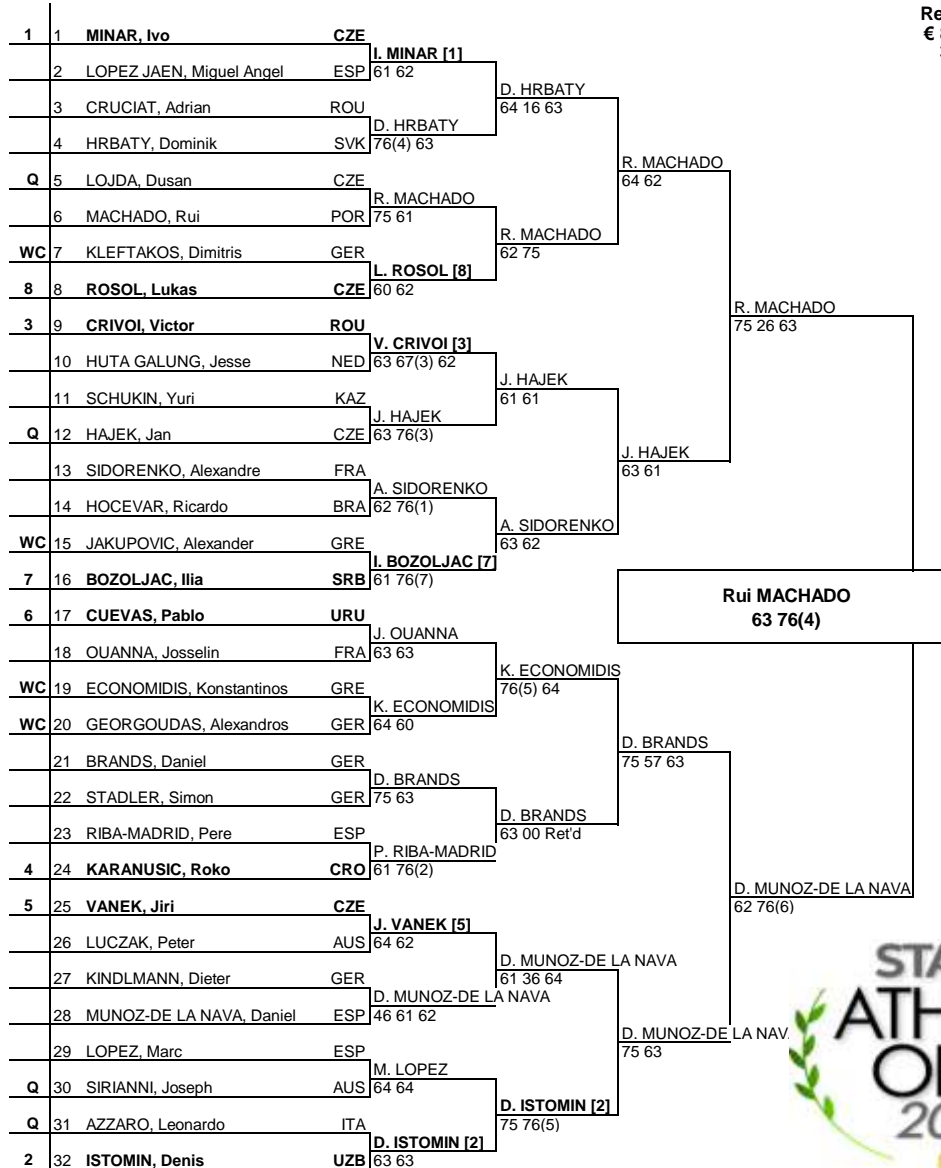 Re
€
1 1 MINAR, Ivo CZE
I. MINAR [1]
2 LOPEZ JAEN, Miguel Angel ESP 61 62
D. HRBATY
3 CRUCIAT, Adrian ROU 64 16 63
D. HRBATY
4 HRBATY, Dominik SVK 76(4) 63
R. MACHADO
Q 5 LOJDA, Dusan CZE 64 62
R. MACHADO
6 MACHADO, Rui POR 75 61
R. MACHADO
WC 7 KLEFTAKOS, Dimitris GER 62 75
L. ROSOL [8]
8 8 ROSOL, Lukas CZE 60 62
R. MACHADO
3 9 CRIVOI, Victor ROU 75 26 63
V. CRIVOI [3]
10 HUTA GALUNG, Jesse NED 63 67(3) 62
J. HAJEK
11 SCHUKIN, Yuri KAZ 61 61
J. HAJEK
Q 12 HAJEK, Jan CZE 63 76(3)
J. HAJEK
13 SIDORENKO, Alexandre FRA 63 61
A. SIDORENKO
14 HOCEVAR, Ricardo BRA 62 76(1)
A. SIDORENKO
WC 15 JAKUPOVIC, Alexander GRE 63 62
I. BOZOLJAC [7]
7 16 BOZOLJAC, Ilia SRB 61 76(7)
Rui MACHADO
6 17 CUEVAS, Pablo URU 63 76(4)
J. OUANNA
18 OUANNA, Josselin FRA 63 63
K. ECONOMIDIS
WC 19 ECONOMIDIS, Konstantinos GRE 76(5) 64
K. ECONOMIDIS
WC 20 GEORGOUDAS, Alexandros GER 64 60
D. BRANDS
21 BRANDS, Daniel GER 75 57 63
D. BRANDS
22 STADLER, Simon GER 75 63
D. BRANDS
23 RIBA-MADRID, Pere ESP 63 00 Ret'd
P. RIBA-MADRID
4 24 KARANUSIC, Roko CRO 61 76(2)
D. MUNOZ-DE LA NAVA
5 25 VANEK, Jiri CZE 62 76(6)
J. VANEK [5]
26 LUCZAK, Peter AUS 64 62
D. MUNOZ-DE LA NAVA
27 KINDLMANN, Dieter GER 61 36 64
D. MUNOZ-DE LA NAVA
28 MUNOZ-DE LA NAVA, Daniel ESP 46 61 62
D. MUNOZ-DE LA NAV
29 LOPEZ, Marc ESP 75 63
M. LOPEZ
Q 30 SIRIANNI, Joseph AUS 64 64
D. ISTOMIN [2]
Q 31 AZZARO, Leonardo ITA 75 76(5)
D. ISTOMIN [2]
2 32 ISTOMIN, Denis UZB 63 63
STA
ATH
O
20